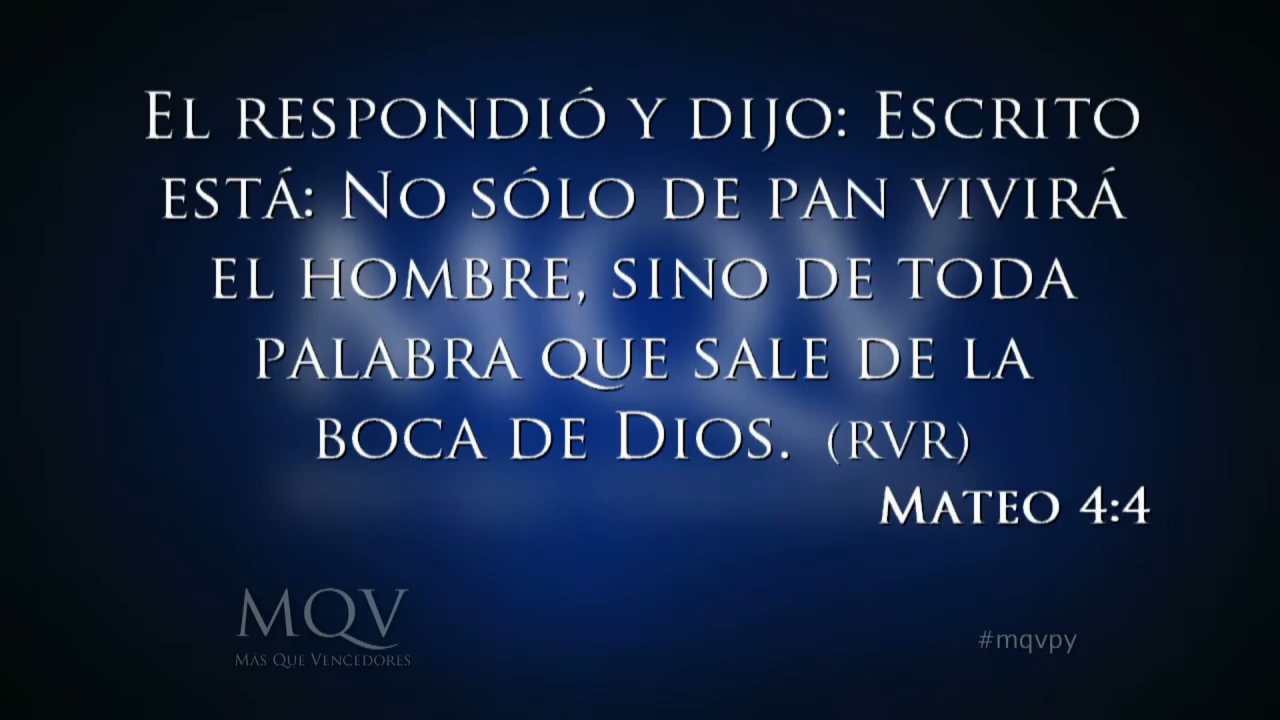 El respondió y dijo: Escrito
está: No sólo de pan vivirá
el hombre, sino de toda
palabra que sale de la
boca de Dios. (RVR)
Mateo 4:4
MQV
Más Que Vencedores
#mqvpy